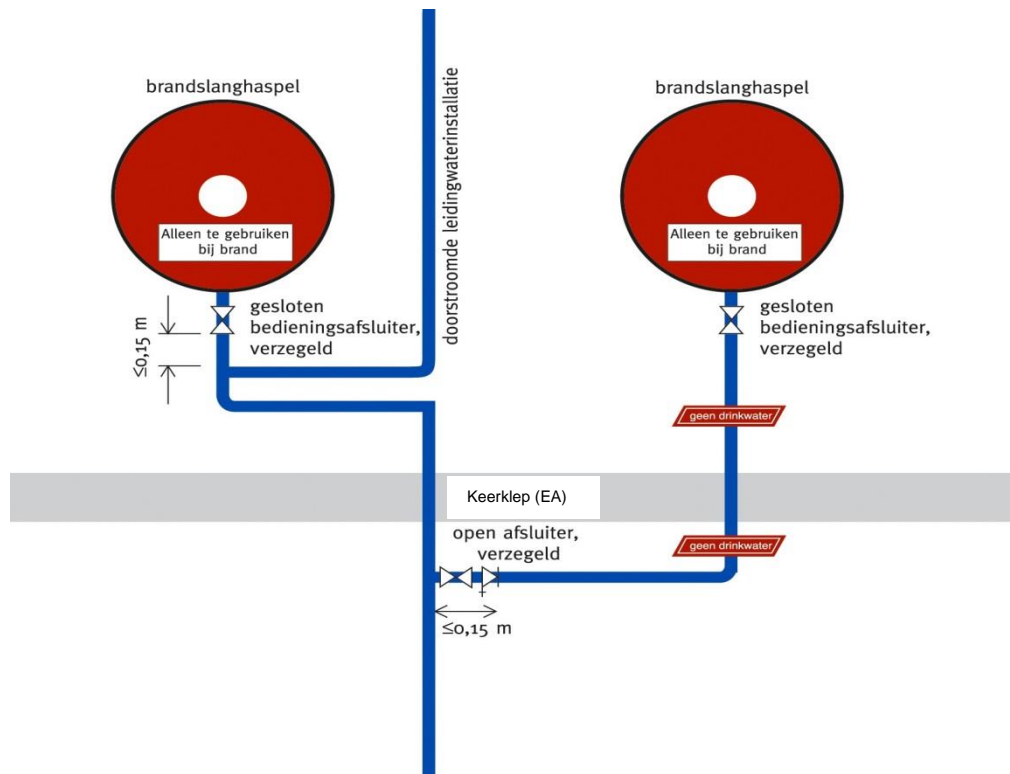 brandslanghaspel
Alleen te gebruiken
bij brand
gesloten
bedieningsafsluiter,
verzegeld
≤0,15 m
doorstroomde leidingwaterinstallatie
brandslanghaspel
Alleen te gebruiken
bij brand
gesloten
bedieningsafsluiter,
verzegeld
geen drinkwater
Keerklep (EA)
open afsluiter,
verzegeld
geen drinkwater
≤0,15 m